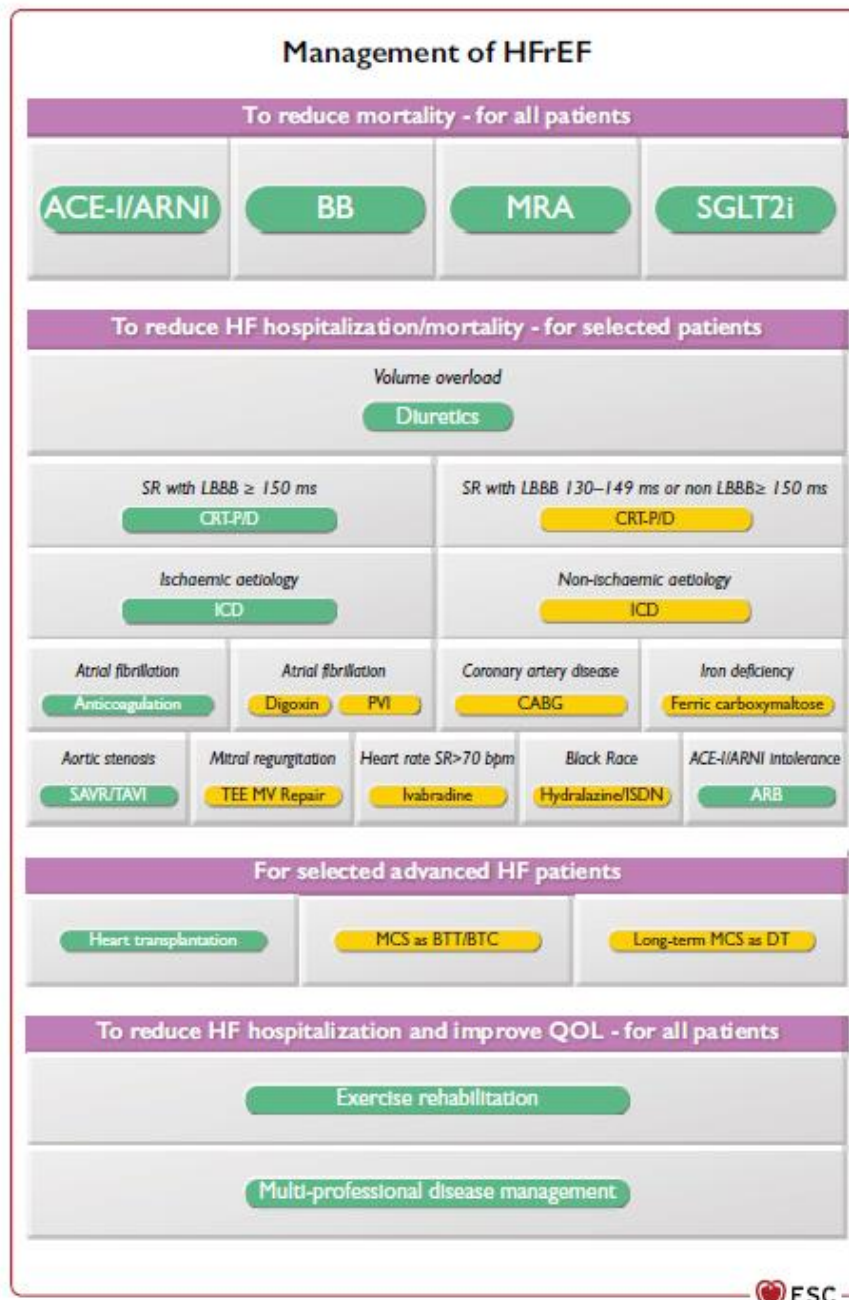 Management of HFrEF
To reduce mortality - for all patients
ACE-I/ARNI BB MRA SGLT2i
To reduce HF hospitalization/mortality - for selected patients
Volume overload
Diuretics
SR with LBBB ≥ 150 ms SR with LBBB 130–149 ms or non LBBB≥ 150 ms
CRT-P/D CRT-P/D
Ischaemic aetiology Non-ischaemic aetiology
ICD ICD
Atrial fibrillation Atrial fibrillation Coronary artery disease Iron deficiency
Anticoagulation Digoxin PVI CABG Ferric carboxymaltose
Aortic stenosis Mitral regurgitation Heart rate SR>70 bpm Black Race ACE-I/ARNI intolerance
SAVR/TAVI TEE MV Repair Ivabradine Hydralazine/ISDN ARB
For selected advanced HF patients
Heart transplantation MCS as BTT/BTC Long-term MCS as DT
To reduce HF hospitalization and improve QOL - for all patients
Exercise rehabilitation
Multi-professional disease management
ESC